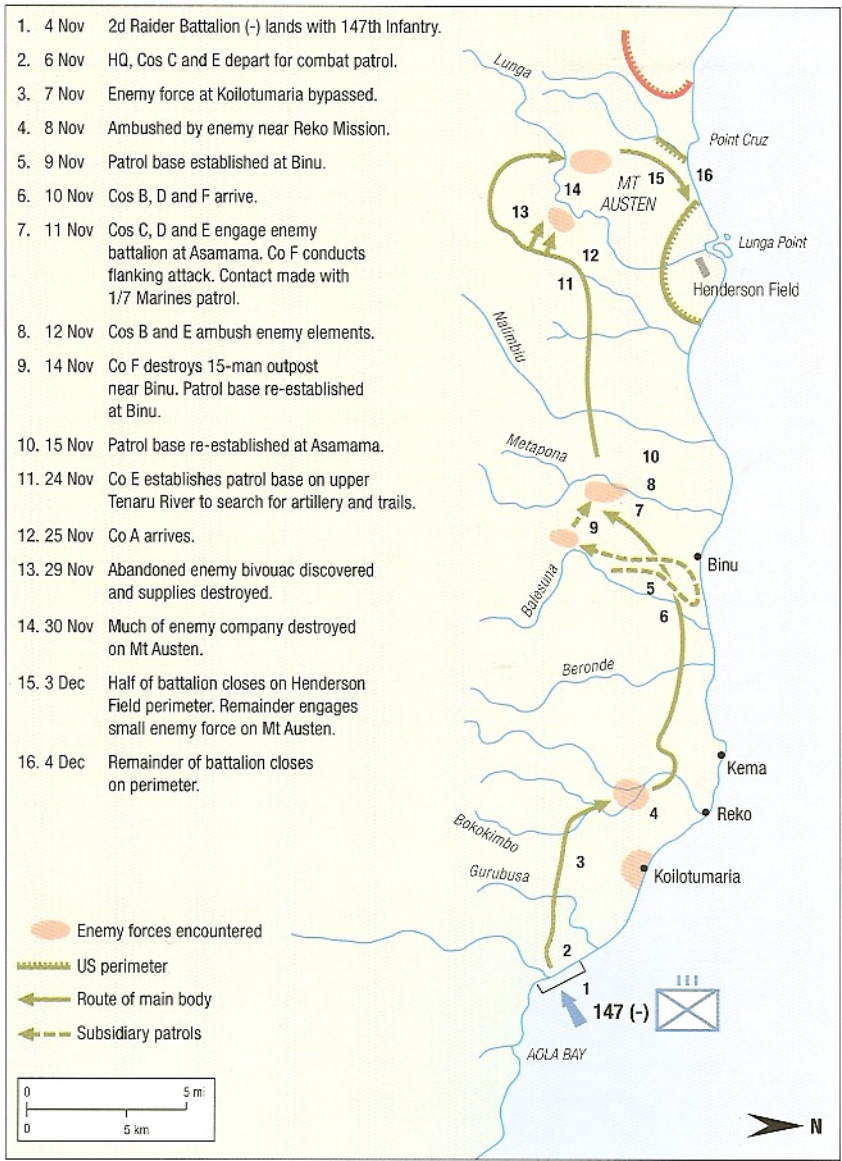 1. 4 Nov 2d Raider Battalion (-) lands with 147th Infantry.
2. 6 Nov HQ, Cos C and E depart for combat patrol.
3. 7 Nov Enemy force at Koilotumaria bypassed.
4. 8 Nov Ambushed by enemy near Reko Mission.
5. 9 Nov Patrol base established at Binu.
6. 10 Nov Cos B, D and F arrive.
7. 11 Nov Cos C, D and E engage enemy
battalion at Asamama. Co F conducts
flanking attack. Contact made with
1/7 Marines patrol.
8. 12 Nov Cos B and E ambush enemy elements.
9. 14 Nov Co F destroys 15-man outpost
near Binu. Patrol base re-established
at Binu.
10. 15 Nov Patrol base re-established at Asamama.
11. 24 Nov Co E establishes patrol base on upper
Tenaru River to search for artillery and trails.
12. 25 Nov Co A arrives.
13. 29 Nov Abandoned enemy bivouac discovered
and supplies destroyed.
14. 30 Nov Much of enemy company destroyed
on Mt Austen.
15. 3 Dec Half of battalion closes on Henderson
Field perimeter. Remainder engages
small enemy force on Mt Austen.
16. 4 Dec Remainder of battalion closes
on perimeter.
Enemy forces encountered
US perimeter
Route of main body
Subsidiary patrols
0 5 mi
0 5 km
Lunga
Point Cruz
15
16
MT
AUSTEN
14
13
Lunga Point
12
11
Henderson Field
Nalimbiu
Metapona
10
8
7
9
Binu
Balesuna
5
6
Beronde
Kema
Reko
4
Bokokimbo
3
Gurubusa
Koilotumaria
2
1
147 (-)
AOLA BAY
N